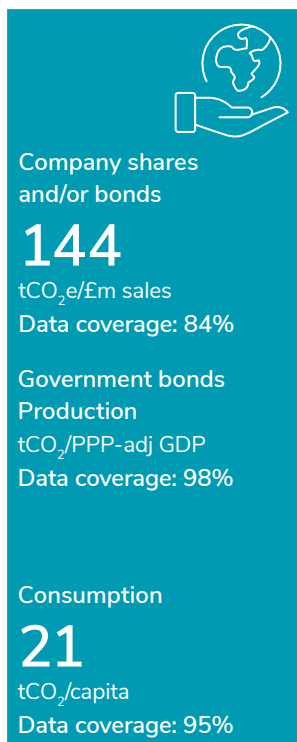 Company shares
and/or bonds
144
tCO₂e/£m sales
Data coverage: 84%
Government bonds
Production
tCO₂/PPP-adj GDP
Data coverage: 98%
Consumption
21
tCO₂/capita
Data coverage: 95%